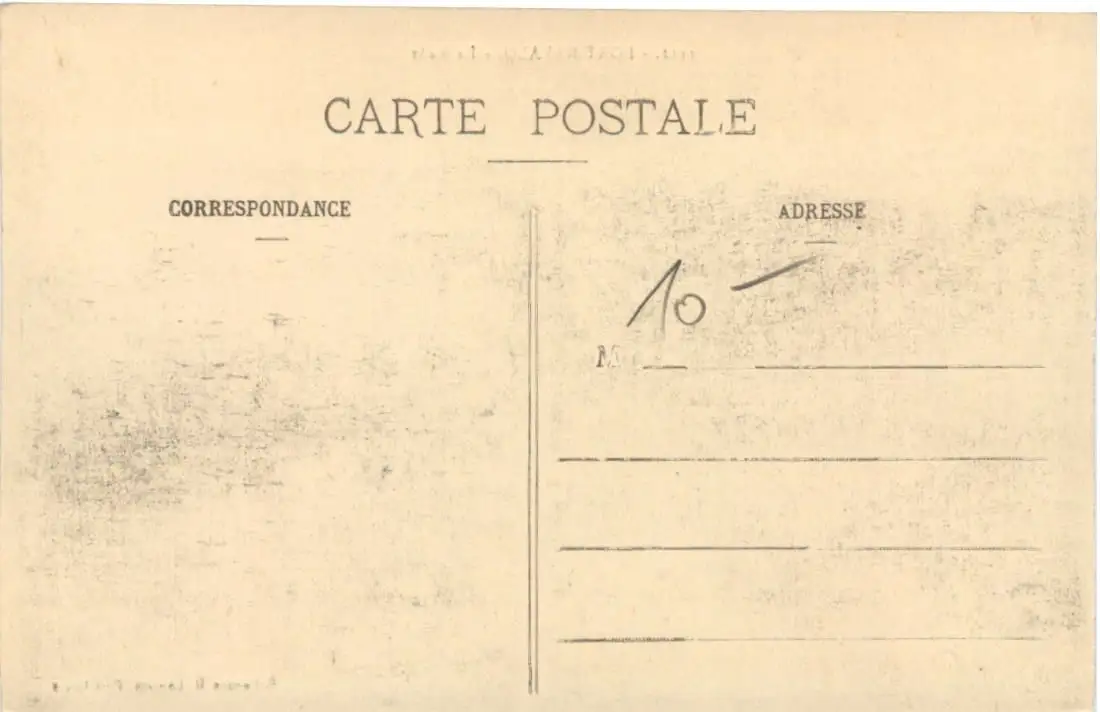 CARTE POSTALE
CORRESPONDANCE
ADRESSE
10 —
M